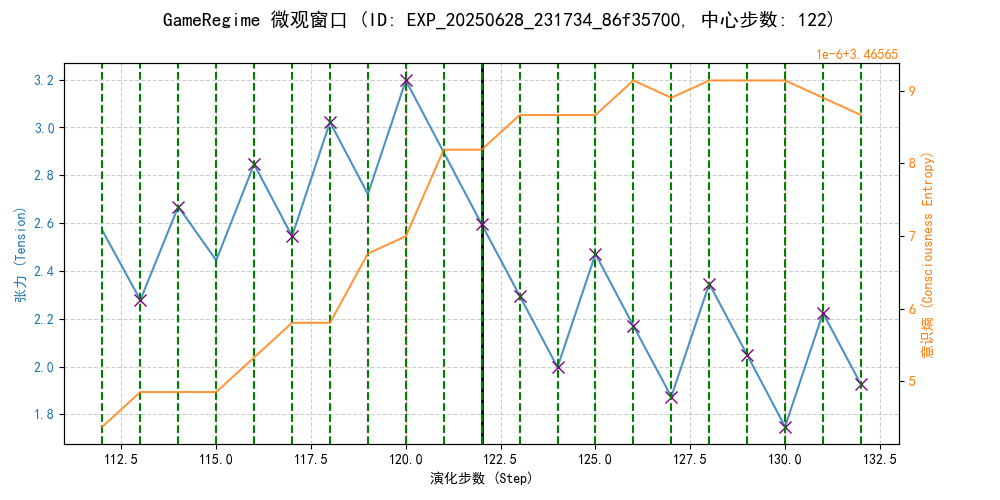 GameRegime 微观窗口 (ID: EXP_20250628_231734_86f35700, 中心步数: 122)
1e-6+3.46565
张力 (Tension)
3.2
3.0
2.8
2.6
2.4
2.2
2.0
1.8
9
8
7
6
5
意识熵 (Consciousness Entropy)
112.5 115.0 117.5 120.0 122.5 125.0 127.5 130.0 132.5
演化步数 (Step)